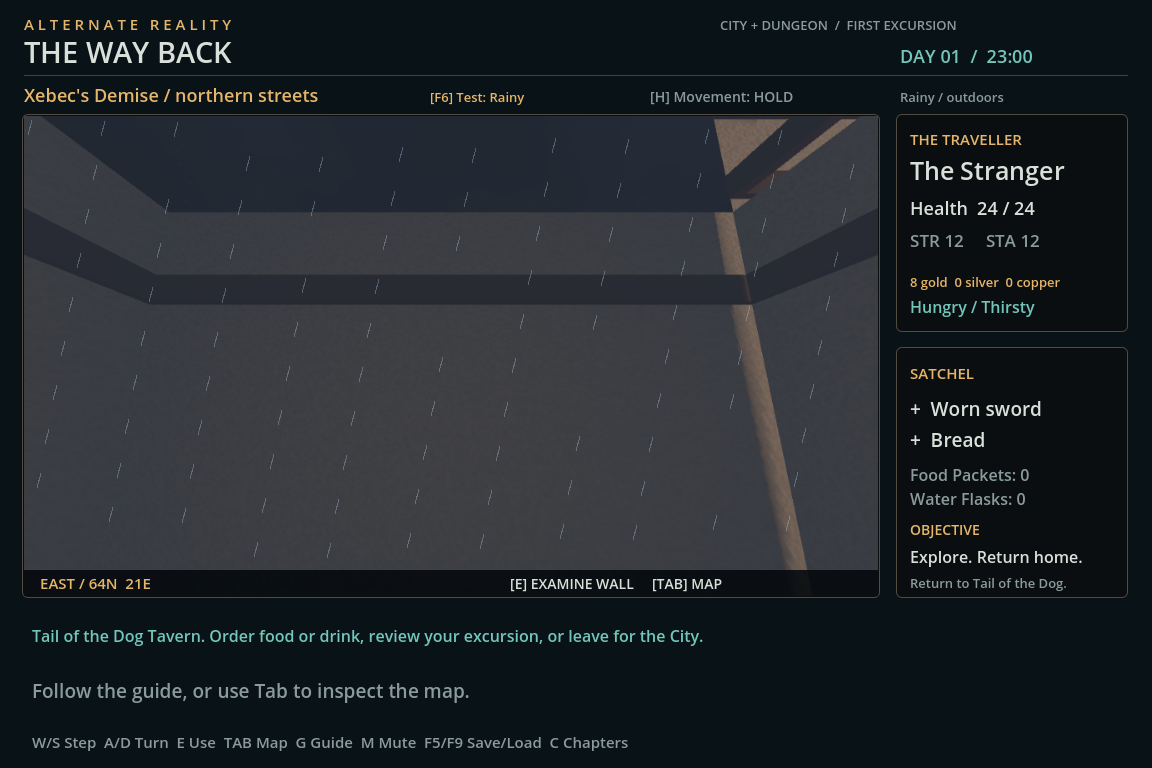 ALTERNATE REALITY
CITY + DUNGEON / FIRST EXCURSION
THE WAY BACK
DAY 01 / 23:00
Xebec's Demise / northern streets
[F6] Test: Rainy
[H] Movement: HOLD
Rainy / outdoors
THE TRAVELLER
The Stranger
Health 24 / 24
STR 12 STA 12
8 gold 0 silver 0 copper
Hungry / Thirsty
SATCHEL
+ Worn sword
+ Bread
Food Packets: 0
Water Flasks: 0
OBJECTIVE
Explore. Return home.
Return to Tail of the Dog.
EAST / 64N 21E
[E] EXAMINE WALL [TAB] MAP
Tail of the Dog Tavern. Order food or drink, review your excursion, or leave for the City.
Follow the guide, or use Tab to inspect the map.
W/S Step A/D Turn E Use TAB Map G Guide M Mute F5/F9 Save/Load C Chapters